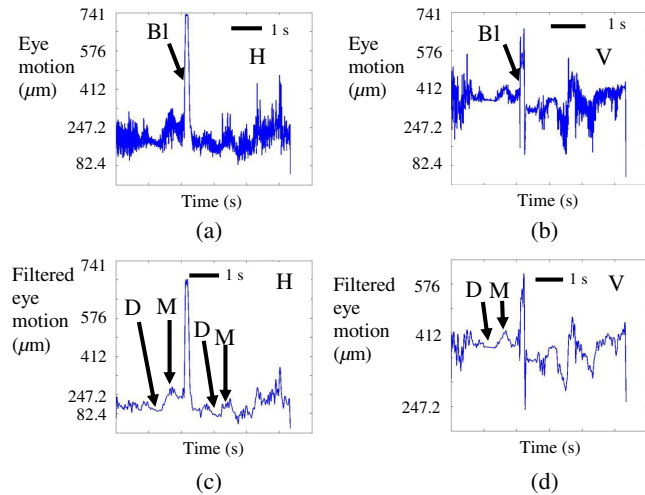 741
576
412
247.2
82.4
Eye
motion
(μm)
Bl
1 s
H
Time (s)
(a)
741
576
412
247.2
82.4
Eye
motion
(μm)
Bl
1 s
V
Time (s)
(b)
741
576
412
247.2
82.4
Filtered
eye
motion
(μm)
1 s
H
D
M
D
M
Time (s)
(c)
576
412
247.2
Filtered
eye
motion
(μm)
1 s
V
D
M
Time (s)
(d)